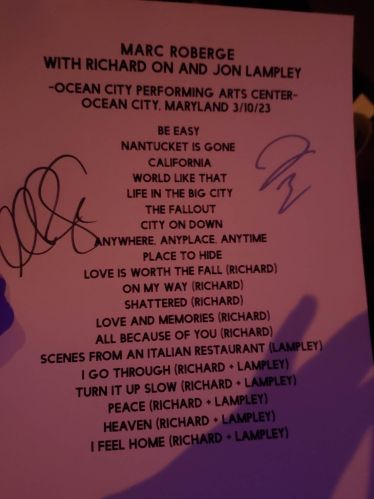 MARC ROBERGE
WITH RICHARD ON AND JON LAMPLEY
-OCEAN CITY PERFORMING ARTS CENTER-
OCEAN CITY, MARYLAND 3/10/23
BE EASY
NANTUCKET IS GONE
CALIFORNIA
WORLD LIKE THAT
LIFE IN THE BIG CITY
THE FALLOUT
CITY ON DOWN
ANYWHERE, ANYPLACE, ANYTIME
PLACE TO HIDE
LOVE IS WORTH THE FALL (RICHARD)
ON MY WAY (RICHARD)
SHATTERED (RICHARD)
LOVE AND MEMORIES (RICHARD)
ALL BECAUSE OF YOU (RICHARD)
SCENES FROM AN ITALIAN RESTAURANT (LAMPLEY)
I GO THROUGH (RICHARD + LAMPLEY)
TURN IT UP SLOW (RICHARD + LAMPLEY)
PEACE (RICHARD + LAMPLEY)
HEAVEN (RICHARD + LAMPLEY)
I FEEL HOME (RICHARD + LAMPLEY)